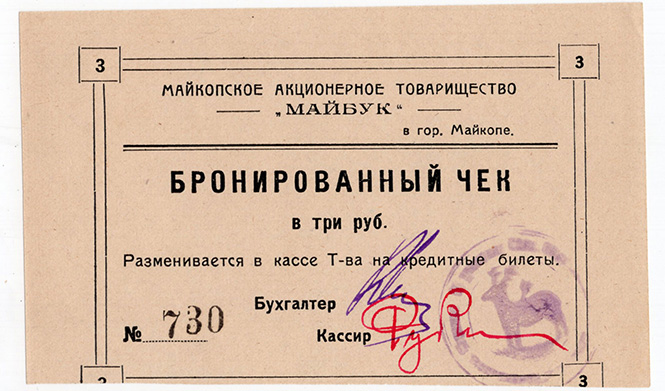 3 3
МАЙКОПСКОЕ АКЦИОНЕРНОЕ ТОВАРИЩЕСТВО
„МАЙБУК“
в гор. Майкопе.
БРОНИРОВАННЫЙ ЧЕК
в три руб.
Разменивается в кассе Т-ва на кредитные билеты.
Бухгалтер
№ 730 Кассир
3 3